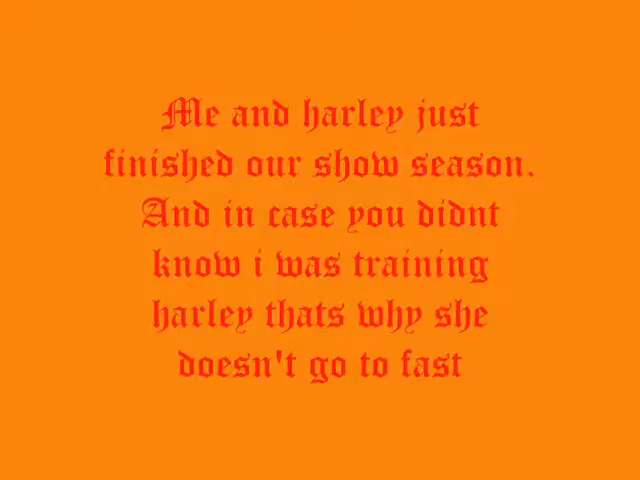 Me and harley just
finished our show season.
And in case you didnt
know i was training
harley thats why she
doesn't go to fast